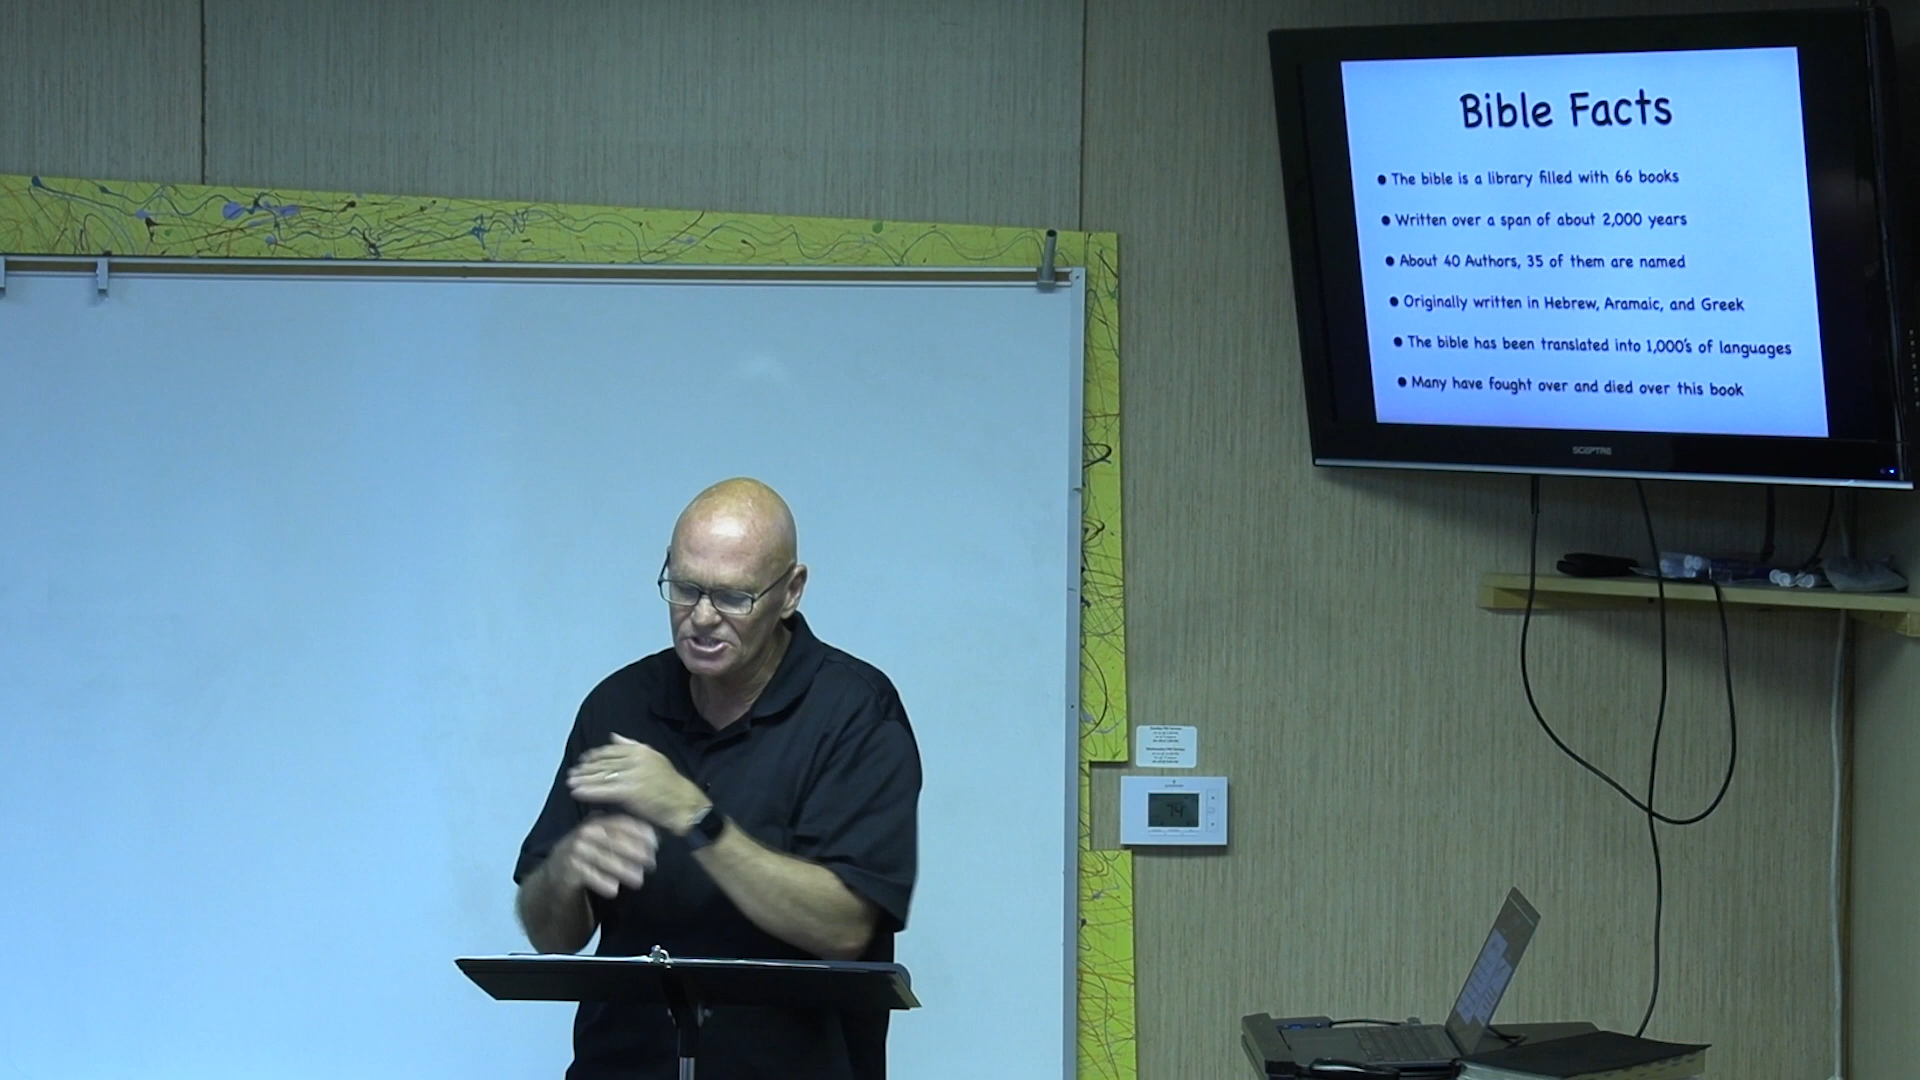 Bible Facts
• The bible is a library filled with 66 books
• Written over a span of about 2,000 years
• About 40 Authors, 35 of them are named
• Originally written in Hebrew, Aramaic, and Greek
• The bible has been translated into 1,000's of languages
• Many have fought over and died over this book
SCEPTRE
74